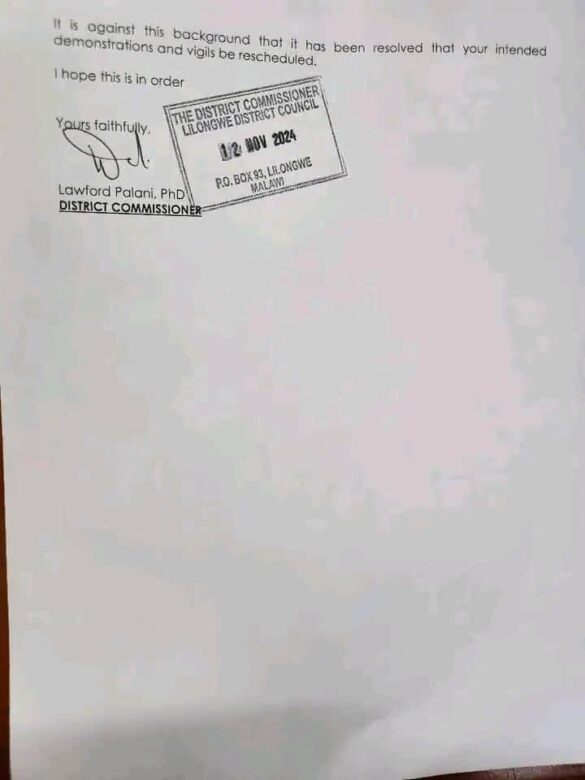 It is against this background that it has been resolved that your intended
demonstrations and vigils be rescheduled.
I hope this is in order
Yours faithfully,
THE DISTRICT COMMISSIONER
LILONGWE DISTRICT COUNCIL
12 NOV 2024
P.O. BOX 93, LILONGWE
MALAWI
Lawford Palani, PhD
DISTRICT COMMISSIONER